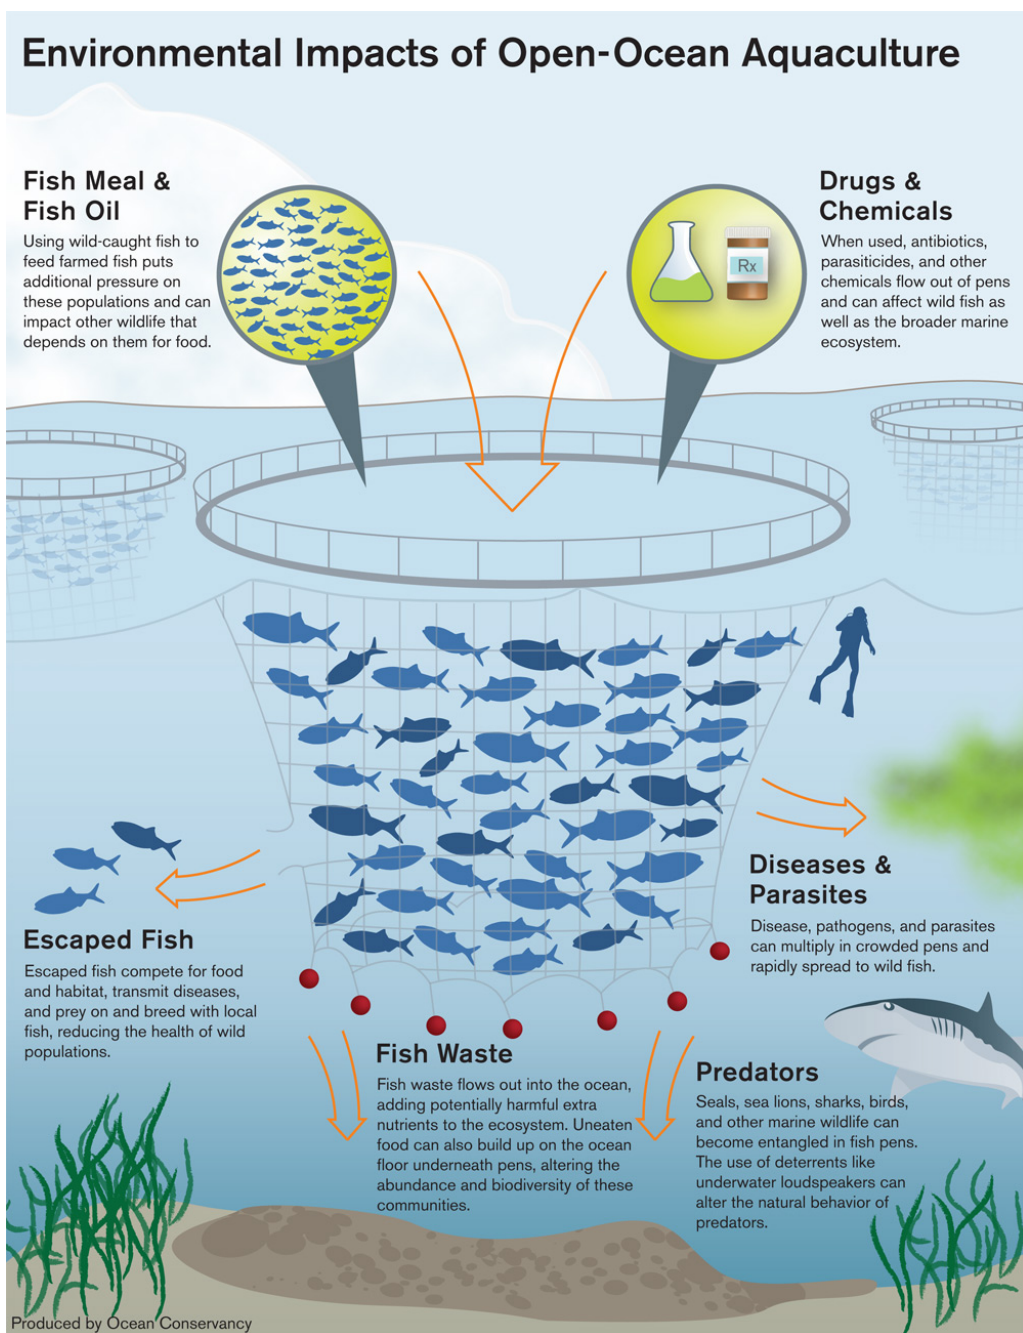 Environmental Impacts of Open-Ocean Aquaculture
Fish Meal &
Fish Oil
Using wild-caught fish to
feed farmed fish puts
additional pressure on
these populations and can
impact other wildlife that
depends on them for food.
Drugs &
Chemicals
When used, antibiotics,
parasiticides, and other
chemicals flow out of pens
and can affect wild fish as
well as the broader marine
ecosystem.
Rx
Diseases &
Parasites
Disease, pathogens, and parasites
can multiply in crowded pens and
rapidly spread to wild fish.
Escaped Fish
Escaped fish compete for food
and habitat, transmit diseases,
and prey on and breed with local
fish, reducing the health of wild
populations.
Fish Waste
Fish waste flows out into the ocean,
adding potentially harmful extra
nutrients to the ecosystem. Uneaten
food can also build up on the ocean
floor underneath pens, altering the
abundance and biodiversity of these
communities.
Predators
Seals, sea lions, sharks, birds,
and other marine wildlife can
become entangled in fish pens.
The use of deterrents like
underwater loudspeakers can
alter the natural behavior of
predators.
Produced by Ocean Conservancy